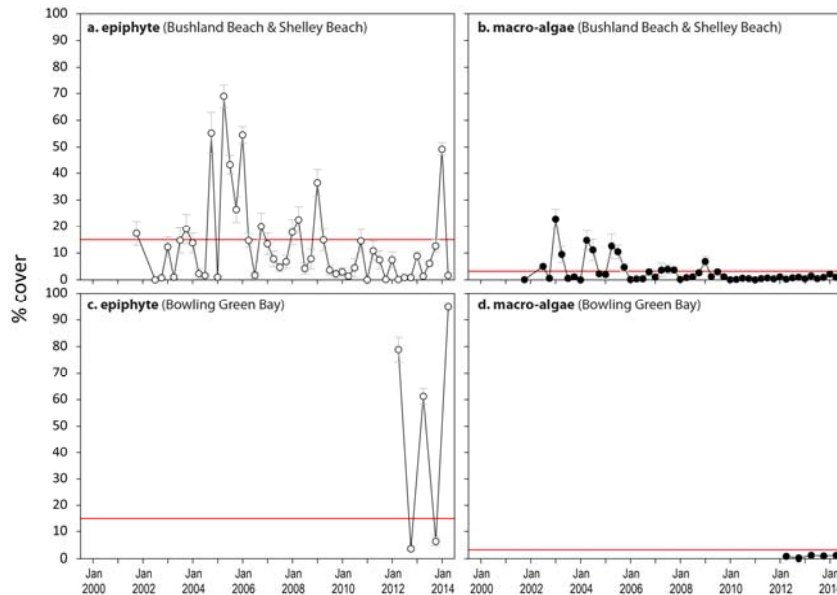 a. epiphyte (Bushland Beach & Shelley Beach)
b. macro-algae (Bushland Beach & Shelley Beach)
100
90
80
70
60
50
40
30
20
10
0
% cover
c. epiphyte (Bowling Green Bay)
d. macro-algae (Bowling Green Bay)
100
90
80
70
60
50
40
30
20
10
0
Jan Jan Jan Jan Jan Jan Jan Jan
2000 2002 2004 2006 2008 2010 2012 2014
Jan Jan Jan Jan Jan Jan Jan Jan
2000 2002 2004 2006 2008 2010 2012